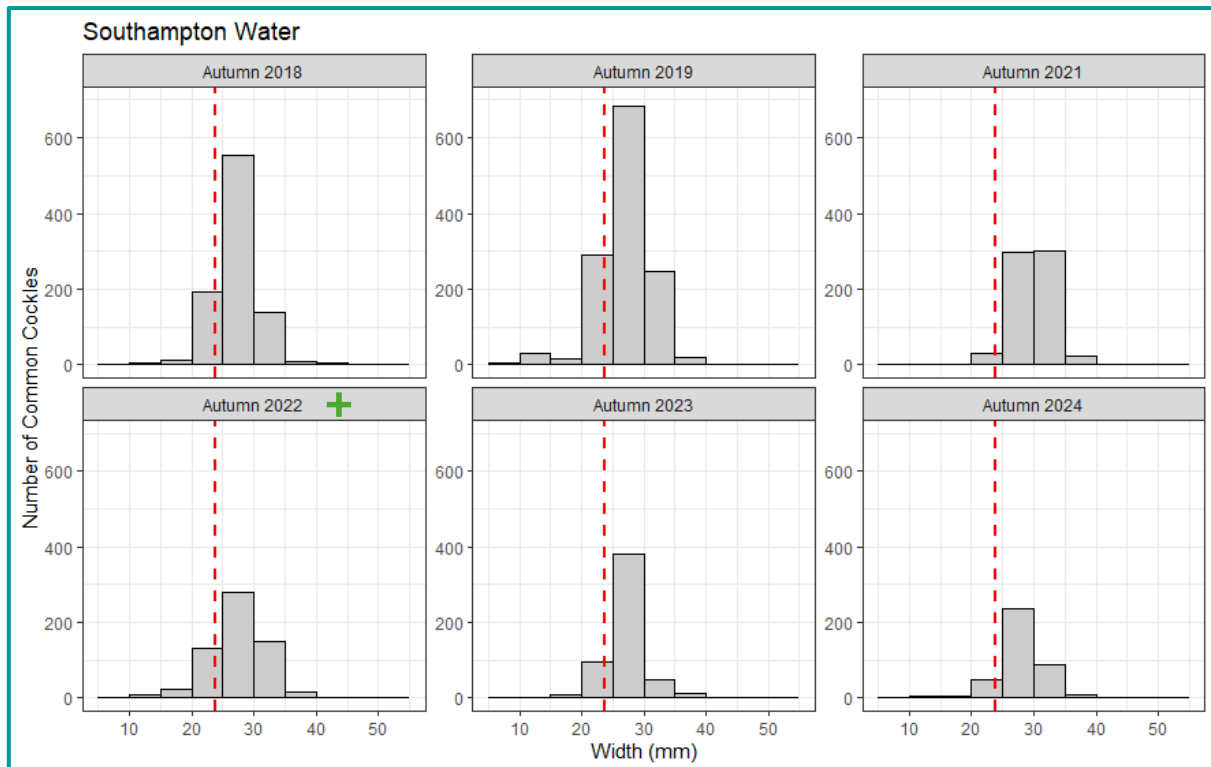 Southampton Water
Autumn 2018
Autumn 2019
Autumn 2021
600
400
200
0
600
400
200
0
600
400
200
0
Autumn 2022
Autumn 2023
Autumn 2024
600
400
200
0
600
400
200
0
600
400
200
0
10 20 30 40 50
10 20 30 40 50
10 20 30 40 50
Number of Common Cockles
Width (mm)